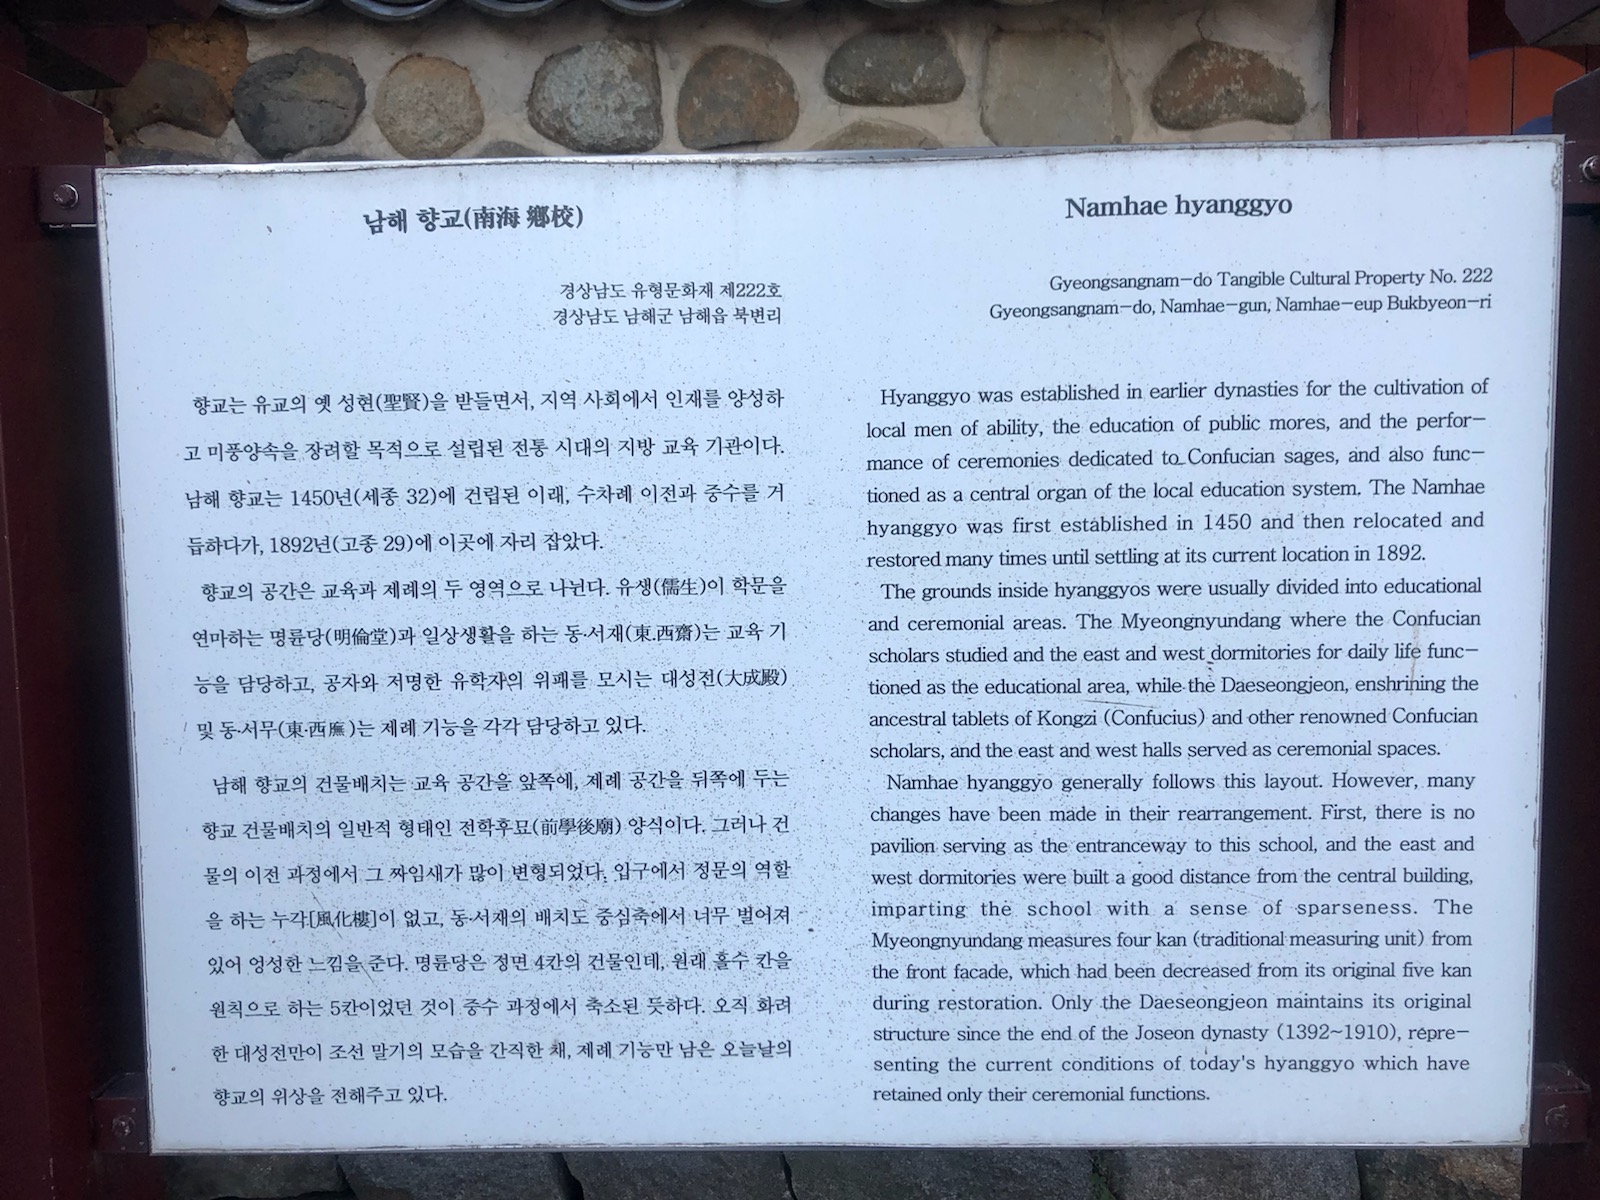 남해 향교(南海 鄕校)
경상남도 유형문화재 제222호
경상남도 남해군 남해읍 북변리
향교는 유교의 옛 성현(聖賢)을 받들면서, 지역 사회에서 인재를 양성하
고 미풍양속을 장려할 목적으로 설립된 전통 시대의 지방 교육 기관이다.
남해 향교는 1450년(세종 32)에 건립된 이래, 수차례 이전과 중수를 거
듭하다가, 1892년(고종 29)에 이곳에 자리 잡았다.
향교의 공간은 교육과 제례의 두 영역으로 나뉜다. 유생(儒生)이 학문을
연마하는 명륜당(明倫堂)과 일상생활을 하는 동·서재(東.西齋)는 교육 기
능을 담당하고, 공자와 저명한 유학자의 위패를 모시는 대성전(大成殿)
및 동·서무(東·西廡)는 제례 기능을 각각 담당하고 있다.
남해 향교의 건물배치는 교육 공간을 앞쪽에, 제례 공간을 뒤쪽에 두는
향교 건물배치의 일반적 형태인 전학후묘(前學後廟) 양식이다. 그러나 건
물의 이전 과정에서 그 짜임새가 많이 변형되었다. 입구에서 정문의 역할
을 하는 누각[風化樓]이 없고, 동·서재의 배치도 중심축에서 너무 벌어져
있어 엉성한 느낌을 준다. 명륜당은 정면 4칸의 건물인데, 원래 홀수 칸을
원칙으로 하는 5칸이었던 것이 중수 과정에서 축소된 듯하다. 오직 화려
한 대성전만이 조선 말기의 모습을 간직한 채, 제례 기능만 남은 오늘날의
향교의 위상을 전해주고 있다.
Namhae hyanggyo
Gyeongsangnam-do Tangible Cultural Property No. 222
Gyeongsangnam-do, Namhae-gun, Namhae-eup Bukbyeon-ri
Hyanggyo was established in earlier dynasties for the cultivation of
local men of ability, the education of public mores, and the perfor-
mance of ceremonies dedicated to Confucian sages, and also func-
tioned as a central organ of the local education system. The Namhae
hyanggyo was first established in 1450 and then relocated and
restored many times until settling at its current location in 1892.
The grounds inside hyanggyos were usually divided into educational
and ceremonial areas. The Myeongnyundang where the Confucian
scholars studied and the east and west dormitories for daily life func-
tioned as the educational area, while the Daeseongjeon, enshrining the
ancestral tablets of Kongzi (Confucius) and other renowned Confucian
scholars, and the east and west halls served as ceremonial spaces.
Namhae hyanggyo generally follows this layout. However, many
changes have been made in their rearrangement. First, there is no
pavilion serving as the entranceway to this school, and the east and
west dormitories were built a good distance from the central building,
imparting the school with a sense of sparseness. The
Myeongnyundang measures four kan (traditional measuring unit) from
the front facade, which had been decreased from its original five kan
during restoration. Only the Daeseongjeon maintains its original
structure since the end of the Joseon dynasty (1392~1910), repre-
senting the current conditions of today's hyanggyo which have
retained only their ceremonial functions.